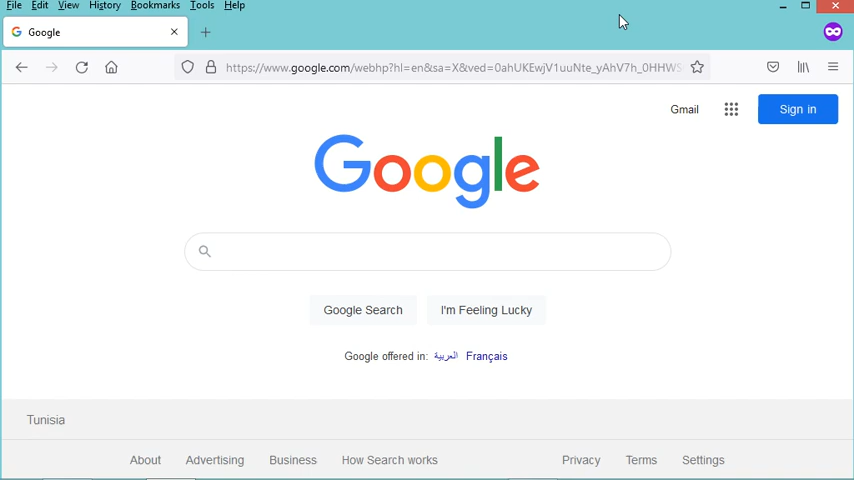 File Edit View History Bookmarks Tools Help
Google
https://www.google.com/webhp?hl=en&sa=X&ved=0ahUKEwjV1uuNte_yAhV7h_0HHWS
Gmail Sign in
Google
Google Search I'm Feeling Lucky
Google offered in: العربية Français
Tunisia
About Advertising Business How Search works Privacy Terms Settings